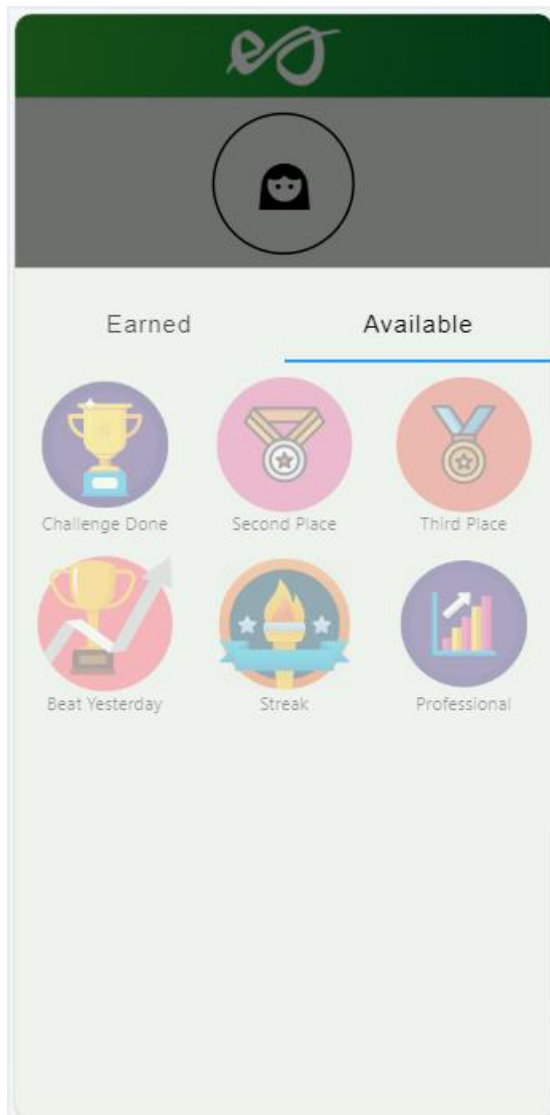 Earned
Available
Challenge Done
Second Place
Third Place
Beat Yesterday
Streak
Professional